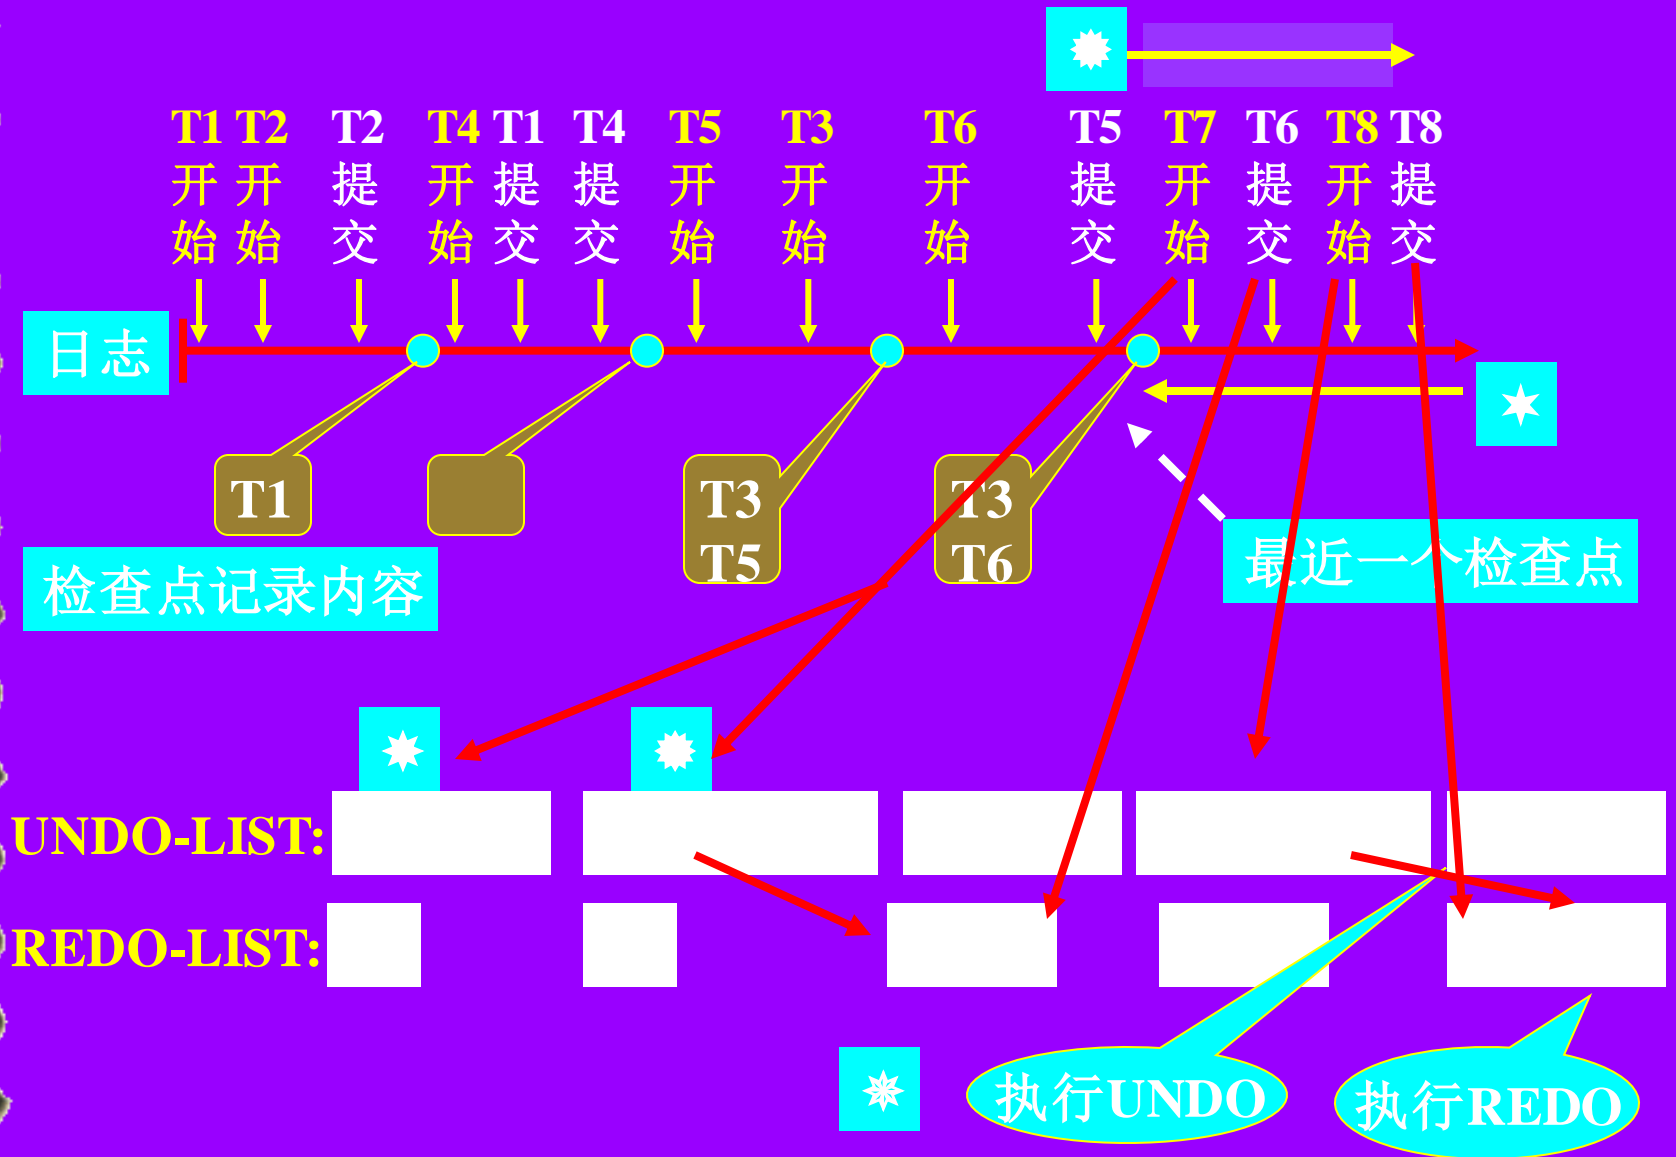 T1 T2 T2 T4 T1 T4 T5 T3 T6 T5 T7 T6 T8 T8
开 开 提 开 提 提 开 开 开 提 开 提 开 提
始 始 交 始 交 交 始 始 始 交 始 交 始 交
日志
T1
T3
T5
T3
T6
最近一个检查点
检查点记录内容
UNDO-LIST:
REDO-LIST:
执行UNDO
执行REDO